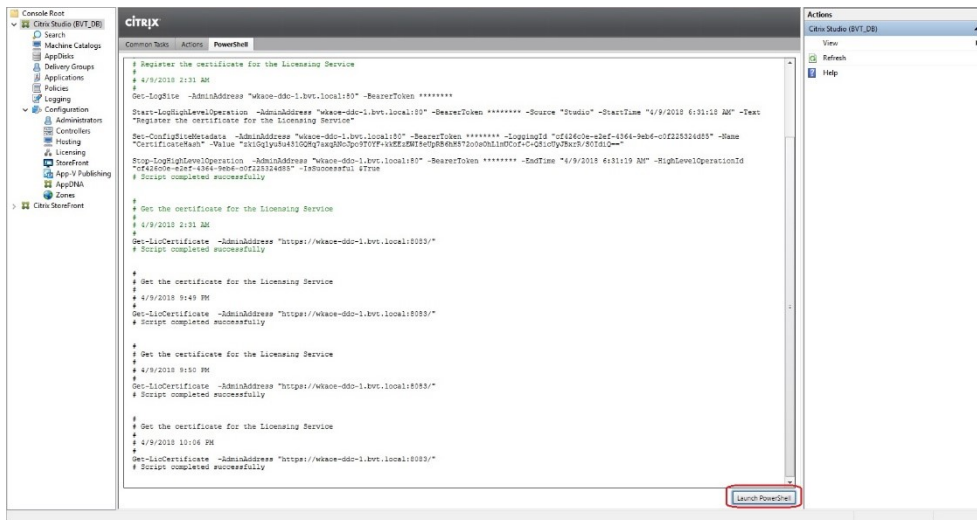 Console Root
Citrix Studio (BVT_DB)
Search
Machine Catalogs
AppDisks
Delivery Groups
Applications
Policies
Logging
Configuration
Administrators
Controllers
Hosting
Licensing
StoreFront
App-V Publishing
AppDNA
Zones
Citrix StoreFront
CITRIX
Common Tasks Actions PowerShell
# Register the certificate for the Licensing Service
#
# 4/9/2018 2:31 AM
#
Get-LogSite -AdminAddress "wkace-ddc-1.bvt.local:80" -BearerToken ********
Start-LogHighLevelOperation -AdminAddress "wkace-ddc-1.bvt.local:80" -BearerToken ******** -Source "Studio" -StartTime "4/9/2018 6:31:18 AM" -Text
"Register the certificate for the Licensing Service"
Set-ConfigSiteMetadata -AdminAddress "wkace-ddc-1.bvt.local:80" -BearerToken ******** -LoggingId "cf426c0e-e2ef-4364-9eb6-c0f225324d85" -Name
"CertificateHash" -Value
Stop-LogHighLevelOperation -AdminAddress "wkace-ddc-1.bvt.local:80" -BearerToken ******** -EndTime "4/9/2018 6:31:19 AM" -HighLevelOperationId
"cf426c0e-e2ef-4364-9eb6-c0f225324d85" -IsSuccessful $True
# Script completed successfully
#
# Get the certificate for the Licensing Service
#
# 4/9/2018 2:31 AM
#
Get-LicCertificate -AdminAddress "https://wkace-ddc-1.bvt.local:8083/"
# Script completed successfully
#
# Get the certificate for the Licensing Service
#
# 4/9/2018 9:49 PM
#
Get-LicCertificate -AdminAddress "https://wkace-ddc-1.bvt.local:8083/"
# Script completed successfully
#
# Get the certificate for the Licensing Service
#
# 4/9/2018 9:50 PM
#
Get-LicCertificate -AdminAddress "https://wkace-ddc-1.bvt.local:8083/"
# Script completed successfully
#
# Get the certificate for the Licensing Service
#
# 4/9/2018 10:06 PM
#
Get-LicCertificate -AdminAddress "https://wkace-ddc-1.bvt.local:8083/"
# Script completed successfully
Launch PowerShell
Actions
Citrix Studio (BVT_DB)
View
Refresh
Help